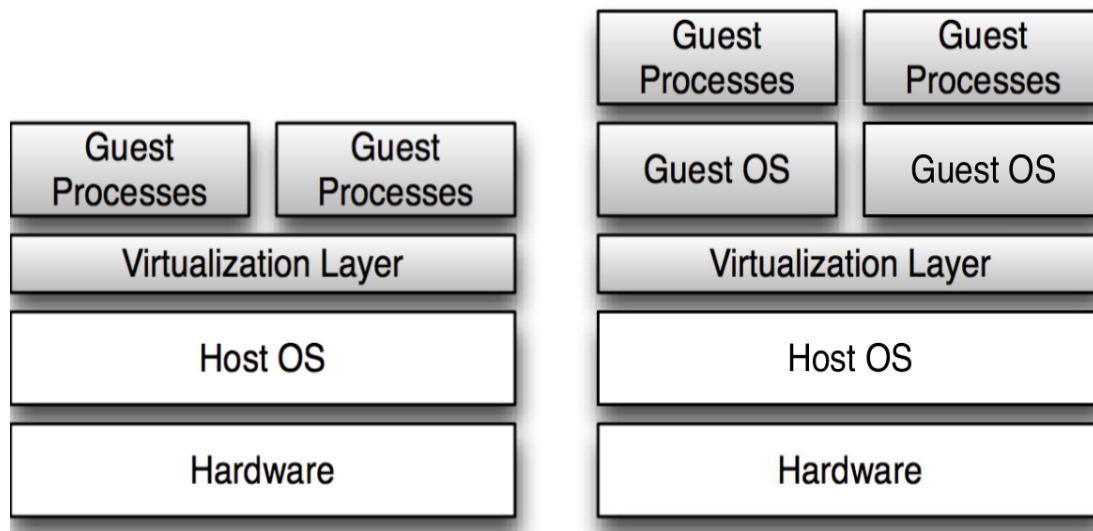 Guest
Processes
Guest
Processes
Virtualization Layer
Host OS
Hardware
Guest
Processes
Guest
Processes
Guest OS
Guest OS
Virtualization Layer
Host OS
Hardware